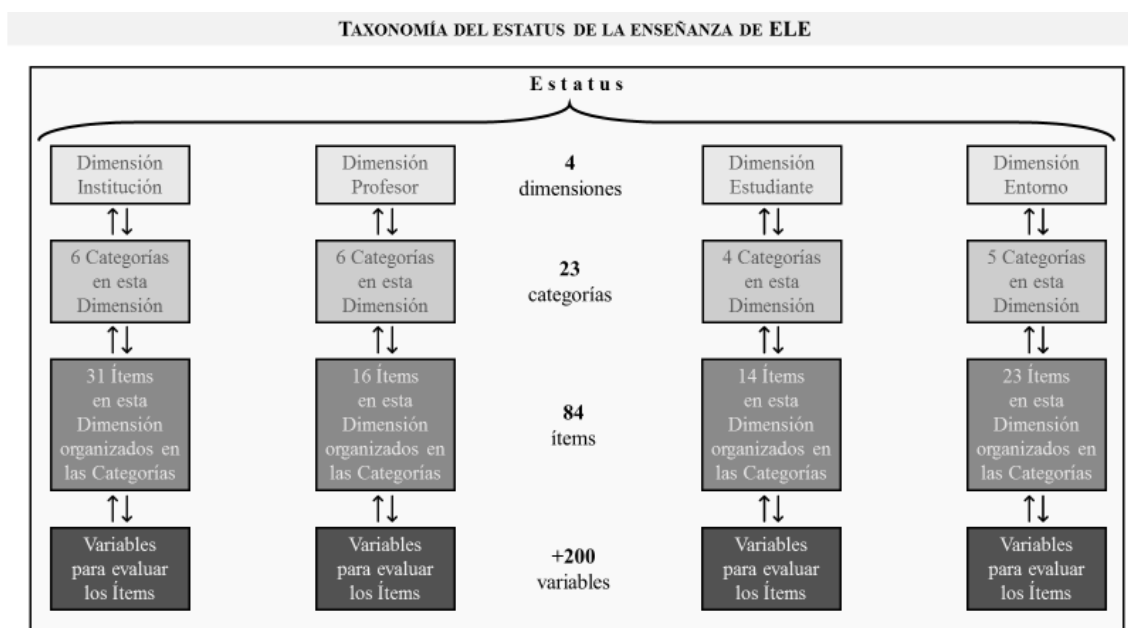 TAXONOMÍA DEL ESTATUS DE LA ENSEÑANZA DE ELE
Estatus
Dimensión
Institución
Dimensión
Profesor
4
dimensiones
Dimensión
Estudiante
Dimensión
Entorno
6 Categorías
en esta
Dimensión
6 Categorías
en esta
Dimensión
23
categorías
4 Categorías
en esta
Dimensión
5 Categorías
en esta
Dimensión
31 Ítems
en esta
Dimensión
organizados en
las Categorías
16 Ítems
en esta
Dimensión
organizados en
las Categorías
84
ítems
14 Ítems
en esta
Dimensión
organizados en
las Categorías
23 Ítems
en esta
Dimensión
organizados en
las Categorías
Variables
para evaluar
los Ítems
Variables
para evaluar
los Ítems
+200
variables
Variables
para evaluar
los Ítems
Variables
para evaluar
los Ítems